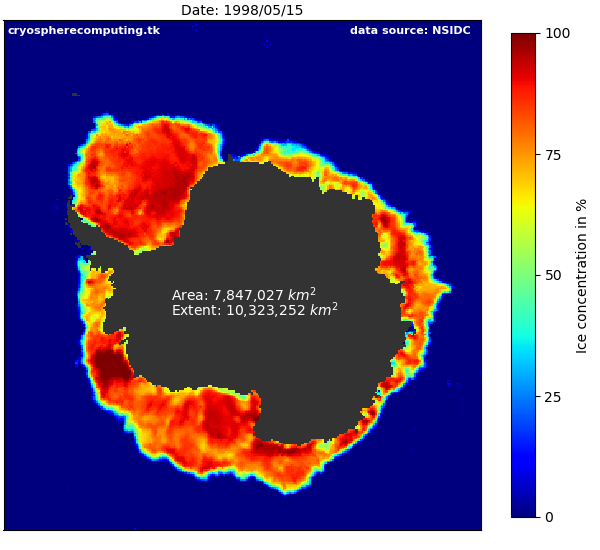 Date: 1998/05/15
cryospherecomputing.tk
data source: NSIDC
Area: 7,847,027 km²
Extent: 10,323,252 km²
100
75
50
25
0
Ice concentration in %